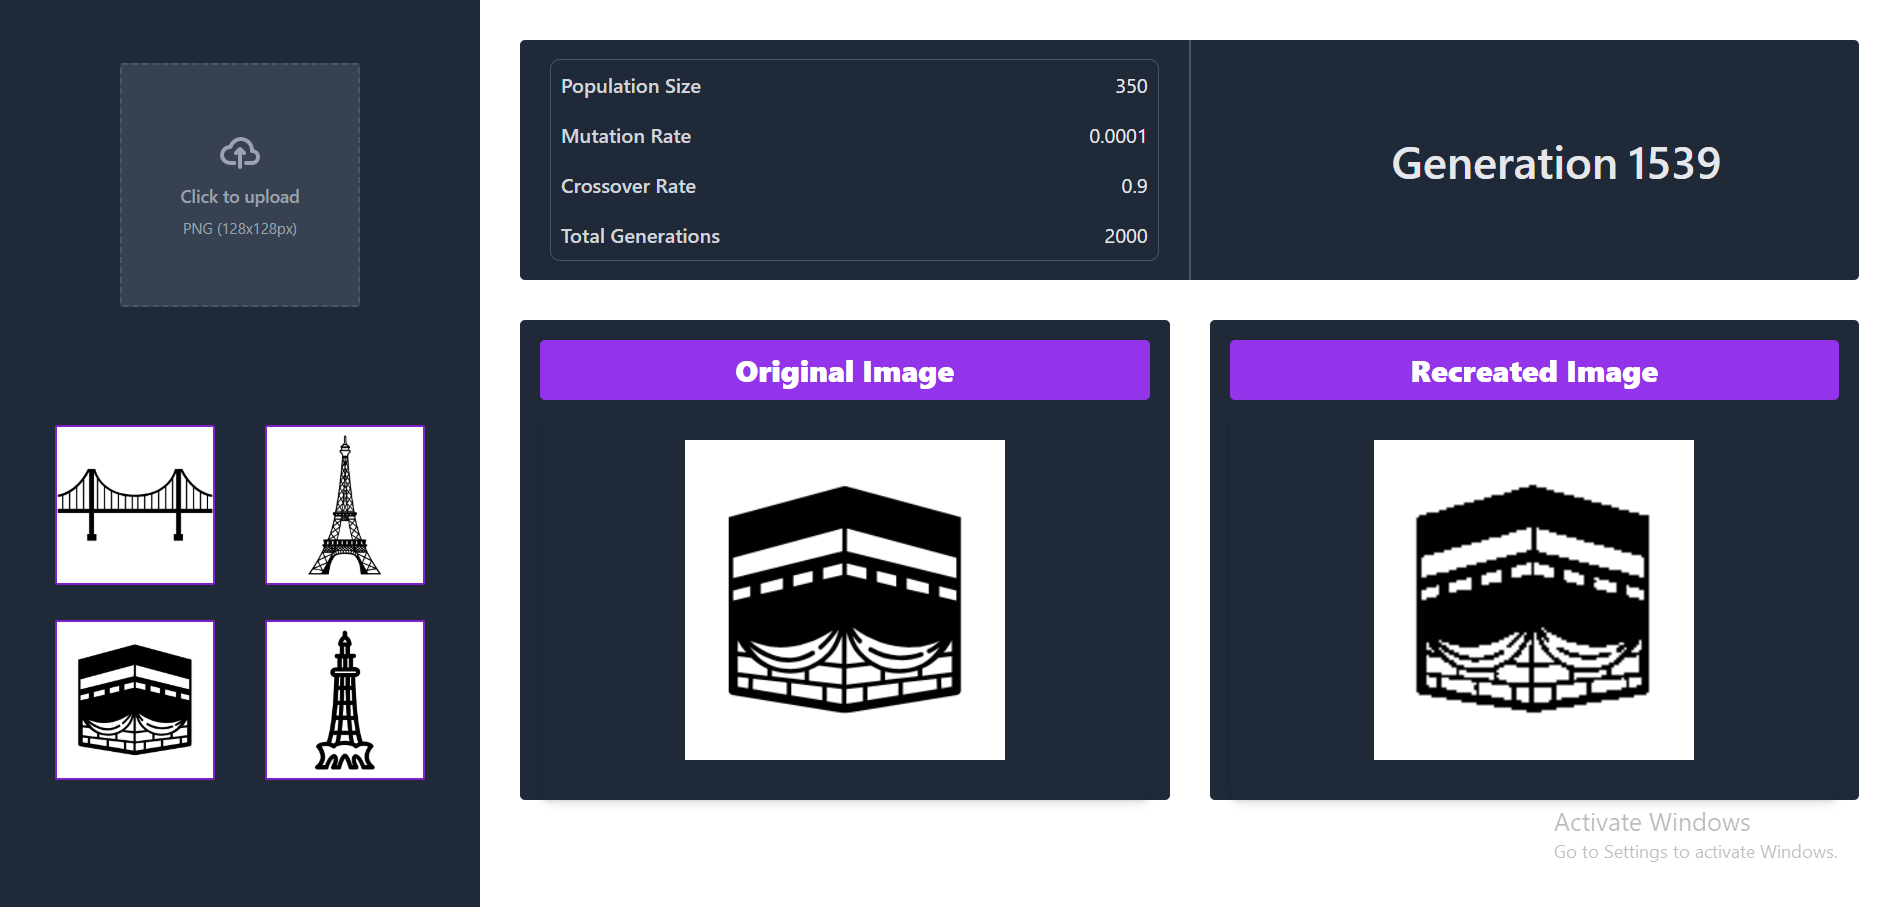 Click to upload
PNG (128x128px)
Population Size 350
Mutation Rate 0.0001
Crossover Rate 0.9
Total Generations 2000
Generation 1539
Original Image
Recreated Image
Activate Windows
Go to Settings to activate Windows.